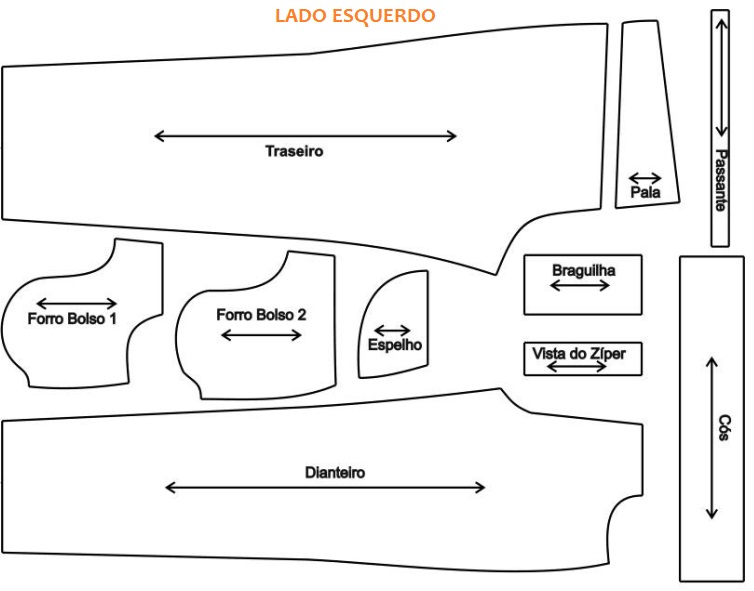 LADO ESQUERDO
Traseiro
Pala
Passante
Forro Bolso 1
Forro Bolso 2
Espelho
Braguilha
Vista do Zíper
Cós
Dianteiro